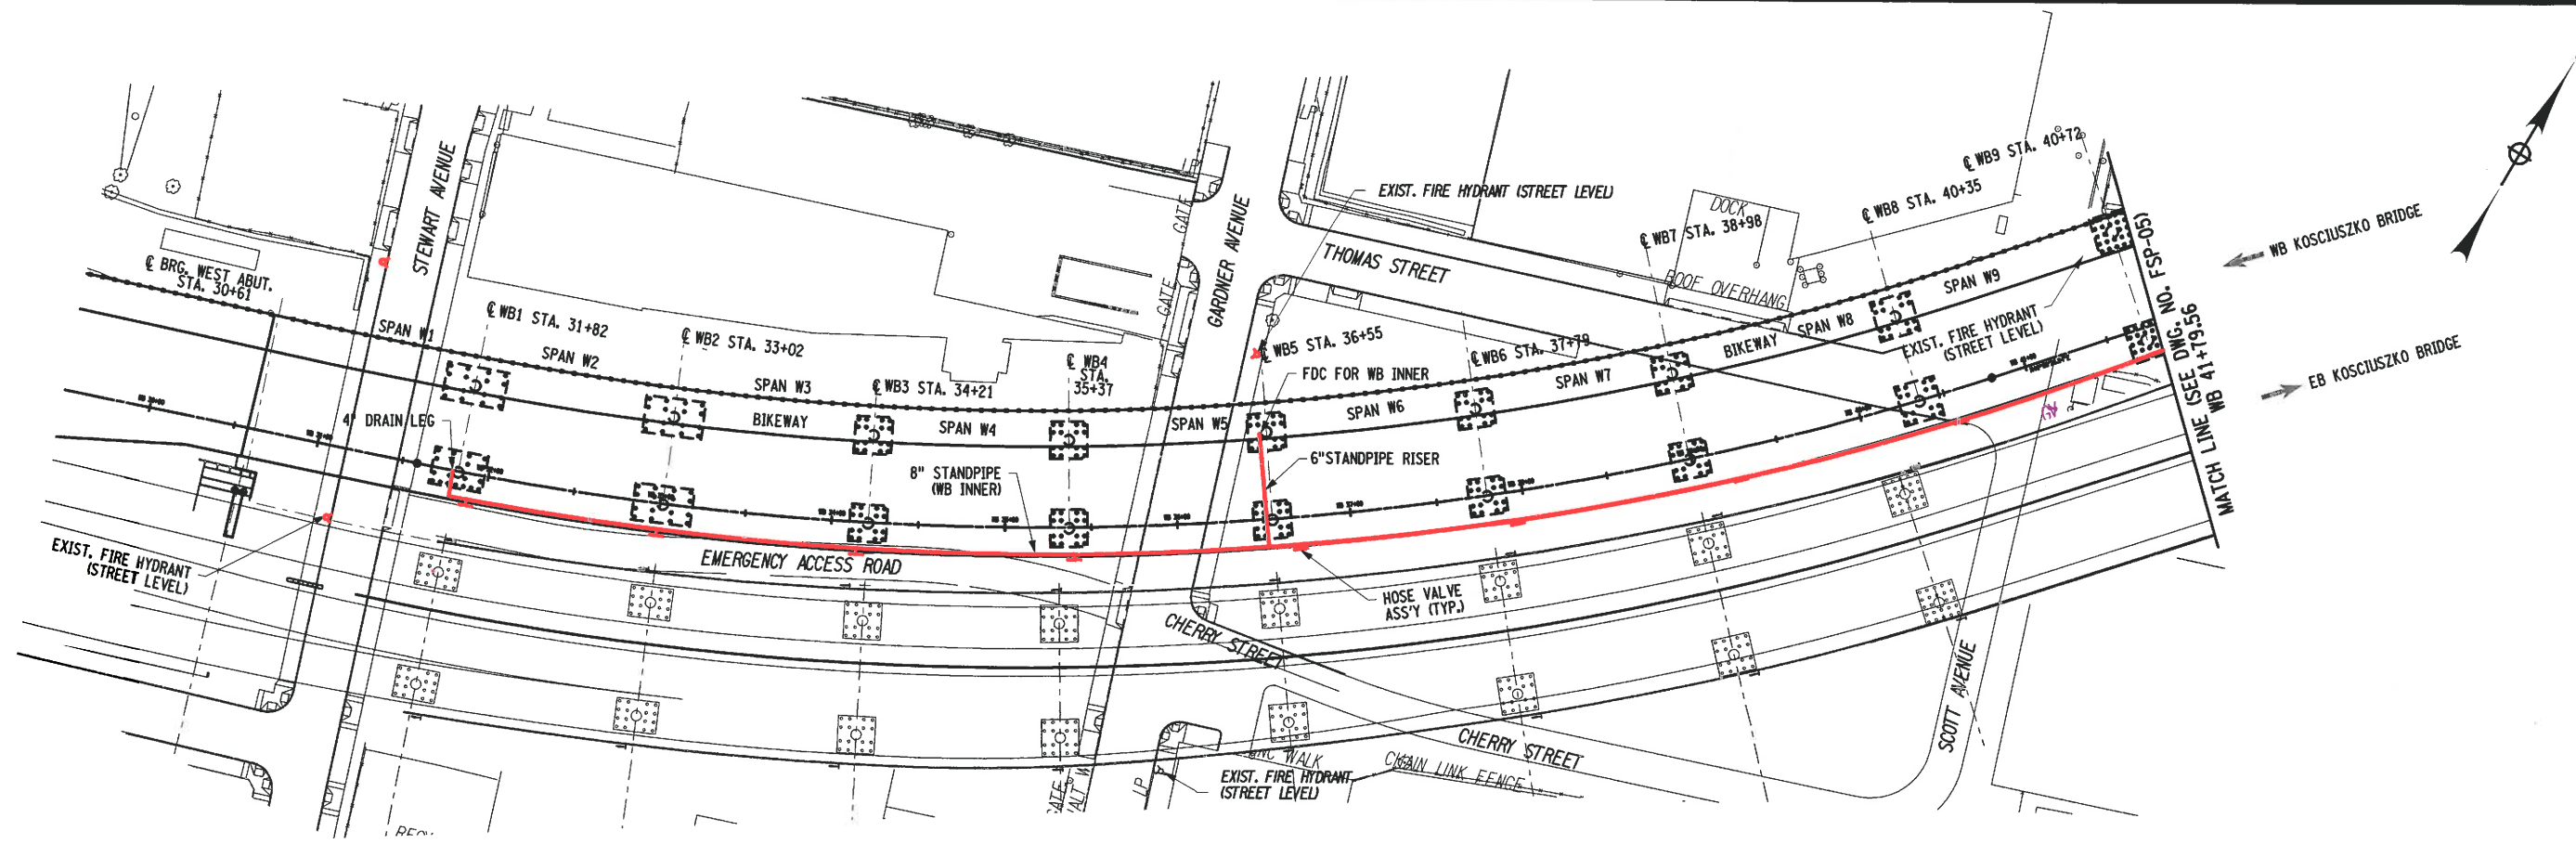 STEWART AVENUE
GATE
GARDNER AVENUE
GATE
EXIST. FIRE HYDRANT (STREET LEVEL)
THOMAS STREET
DOCK
ROOF OVERHANG
℄ WB7 STA. 38+98
℄ WB8 STA. 40+35
℄ WB9 STA. 40+72
WB KOSCIUSZKO BRIDGE
EB KOSCIUSZKO BRIDGE
MATCH LINE (SEE DWG. NO. FSP-05)
WB 41+79.56
℄ BRG. WEST ABUT.
STA. 30+61
SPAN W1
℄ WB1 STA. 31+82
SPAN W2
℄ WB2 STA. 33+02
SPAN W3
BIKEWAY
℄ WB3 STA. 34+21
SPAN W4
℄ WB4
STA.
35+37
SPAN W5
℄ WB5 STA. 36+55
FDC FOR WB INNER
SPAN W6
℄ WB6 STA. 37+79
SPAN W7
BIKEWAY
SPAN W8
SPAN W9
EXIST. FIRE HYDRANT
(STREET LEVEL)
4" DRAIN LEG
8" STANDPIPE
(WB INNER)
6"STANDPIPE RISER
EMERGENCY ACCESS ROAD
EXIST. FIRE HYDRANT
(STREET LEVEL)
HOSE VALVE
ASS'Y (TYP.)
CHERRY STREET
CHERRY STREET
SCOTT AVENUE
WALK
CHAIN LINK FENCE
EXIST. FIRE HYDRANT
(STREET LEVEL)
LP
GATE